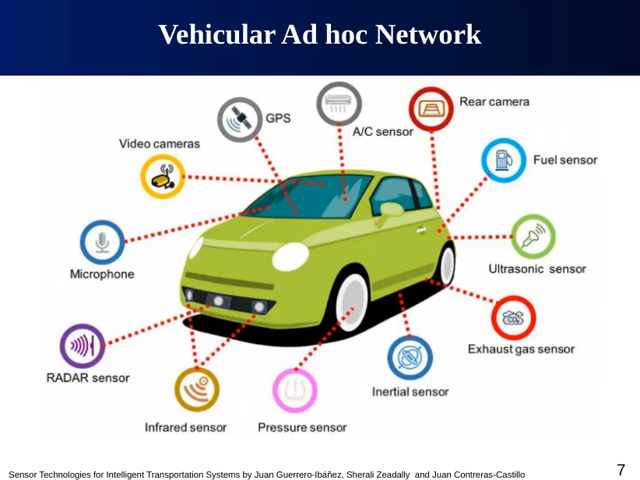 Vehicular Ad hoc Network
Rear camera
GPS
A/C sensor
Video cameras
Fuel sensor
Ultrasonic sensor
Microphone
Exhaust gas sensor
RADAR sensor
Inertial sensor
Infrared sensor
Pressure sensor
Sensor Technologies for Intelligent Transportation Systems by Juan Guerrero-Ibáñez, Sherali Zeadally and Juan Contreras-Castillo
7